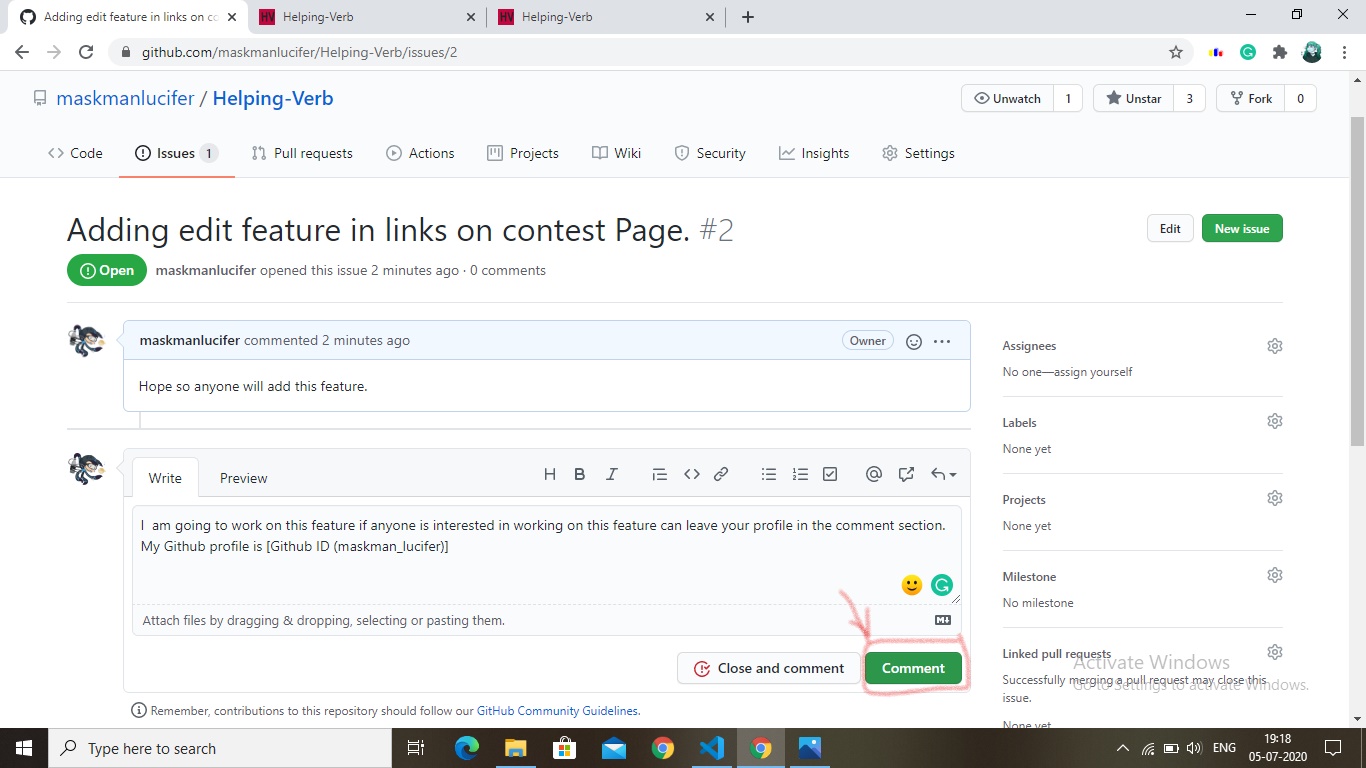 Adding edit feature in links on co
Helping-Verb
Helping-Verb
github.com/maskmanlucifer/Helping-Verb/issues/2
maskmanlucifer / Helping-Verb
Unwatch 1
Unstar 3
Fork 0
Code
Issues 1
Pull requests
Actions
Projects
Wiki
Security
Insights
Settings
Adding edit feature in links on contest Page. #2
Edit
New issue
Open
maskmanlucifer opened this issue 2 minutes ago · 0 comments
maskmanlucifer commented 2 minutes ago
Owner
Hope so anyone will add this feature.
Write
Preview
I  am going to work on this feature if anyone is interested in working on this feature can leave your profile in the comment section.
My Github profile is [Github ID (maskman_lucifer)]
Attach files by dragging & dropping, selecting or pasting them.
Close and comment
Comment
Remember, contributions to this repository should follow our GitHub Community Guidelines.
Assignees
No one—assign yourself
Labels
None yet
Projects
None yet
Milestone
No milestone
Linked pull requests
Successfully merging a pull request may close this
issue.
None yet
Activate Windows
Go to Settings to activate Windows.
Type here to search
ENG
19:18
05-07-2020